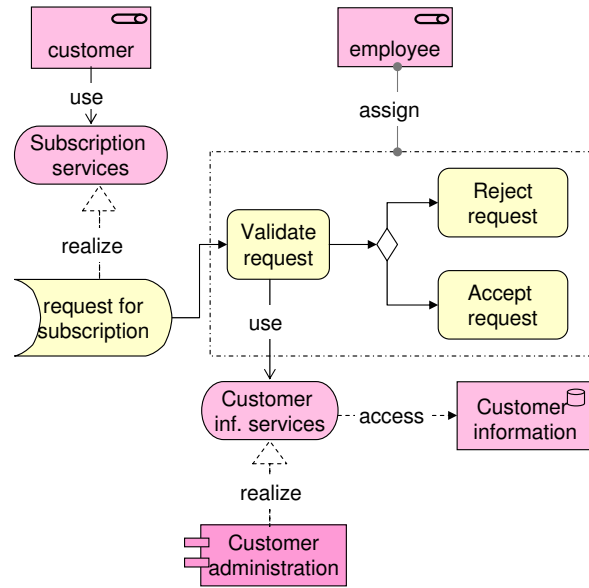 customer
employee
use
assign
Subscription
services
Reject
request
Validate
request
realize
request for
subscription
Accept
request
use
Customer
inf. services
access
Customer
information
realize
Customer
administration